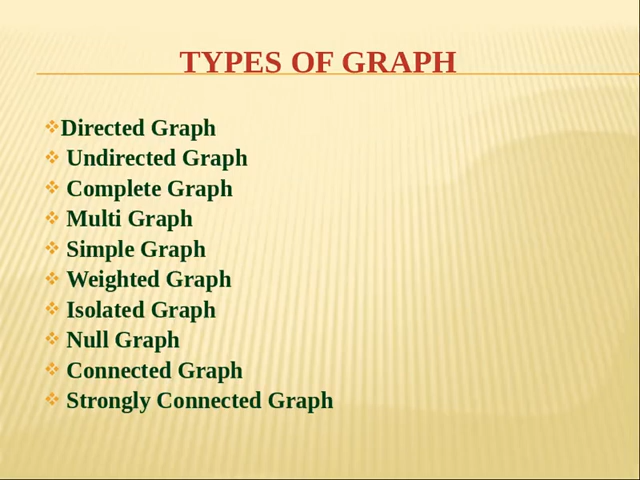 TYPES OF GRAPH
Directed Graph
Undirected Graph
Complete Graph
Multi Graph
Simple Graph
Weighted Graph
Isolated Graph
Null Graph
Connected Graph
Strongly Connected Graph